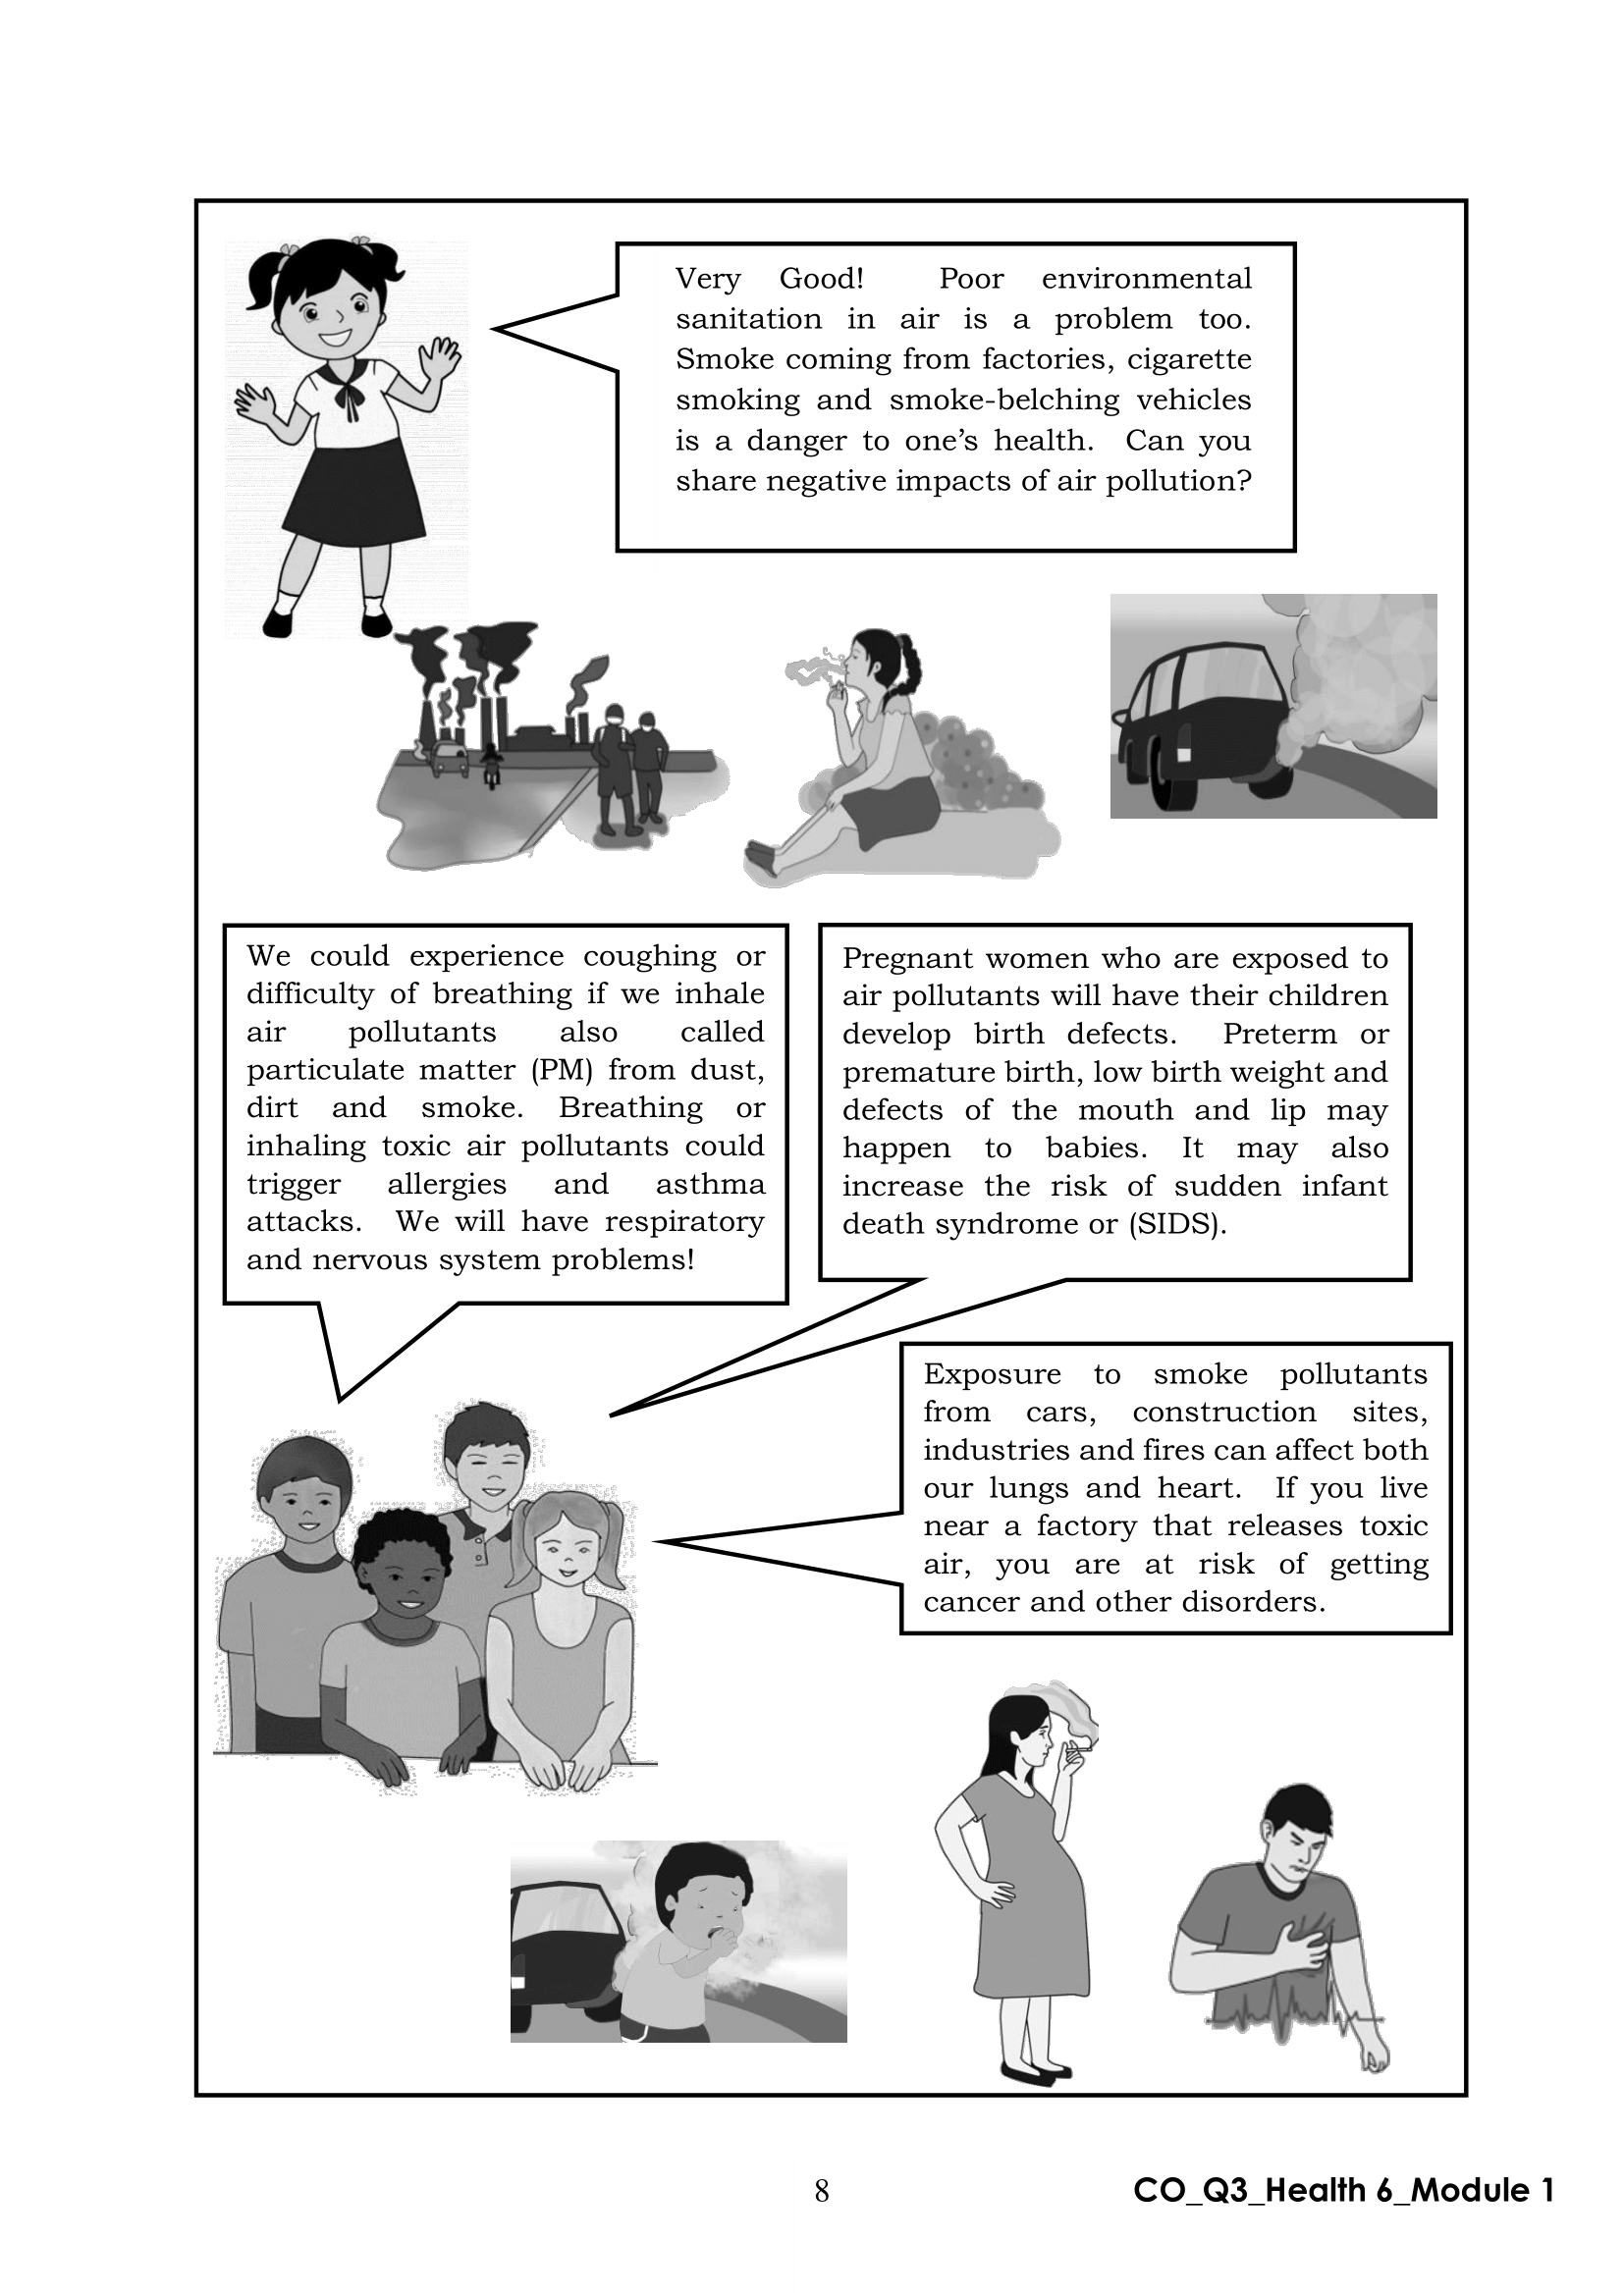 Very Good! Poor environmental
sanitation in air is a problem too.
Smoke coming from factories, cigarette
smoking and smoke-belching vehicles
is a danger to one’s health. Can you
share negative impacts of air pollution?
We could experience coughing or
difficulty of breathing if we inhale
air pollutants also called
particulate matter (PM) from dust,
dirt and smoke. Breathing or
inhaling toxic air pollutants could
trigger allergies and asthma
attacks. We will have respiratory
and nervous system problems!
Pregnant women who are exposed to
air pollutants will have their children
develop birth defects. Preterm or
premature birth, low birth weight and
defects of the mouth and lip may
happen to babies. It may also
increase the risk of sudden infant
death syndrome or (SIDS).
Exposure to smoke pollutants
from cars, construction sites,
industries and fires can affect both
our lungs and heart. If you live
near a factory that releases toxic
air, you are at risk of getting
cancer and other disorders.
8
CO_Q3_Health 6_Module 1